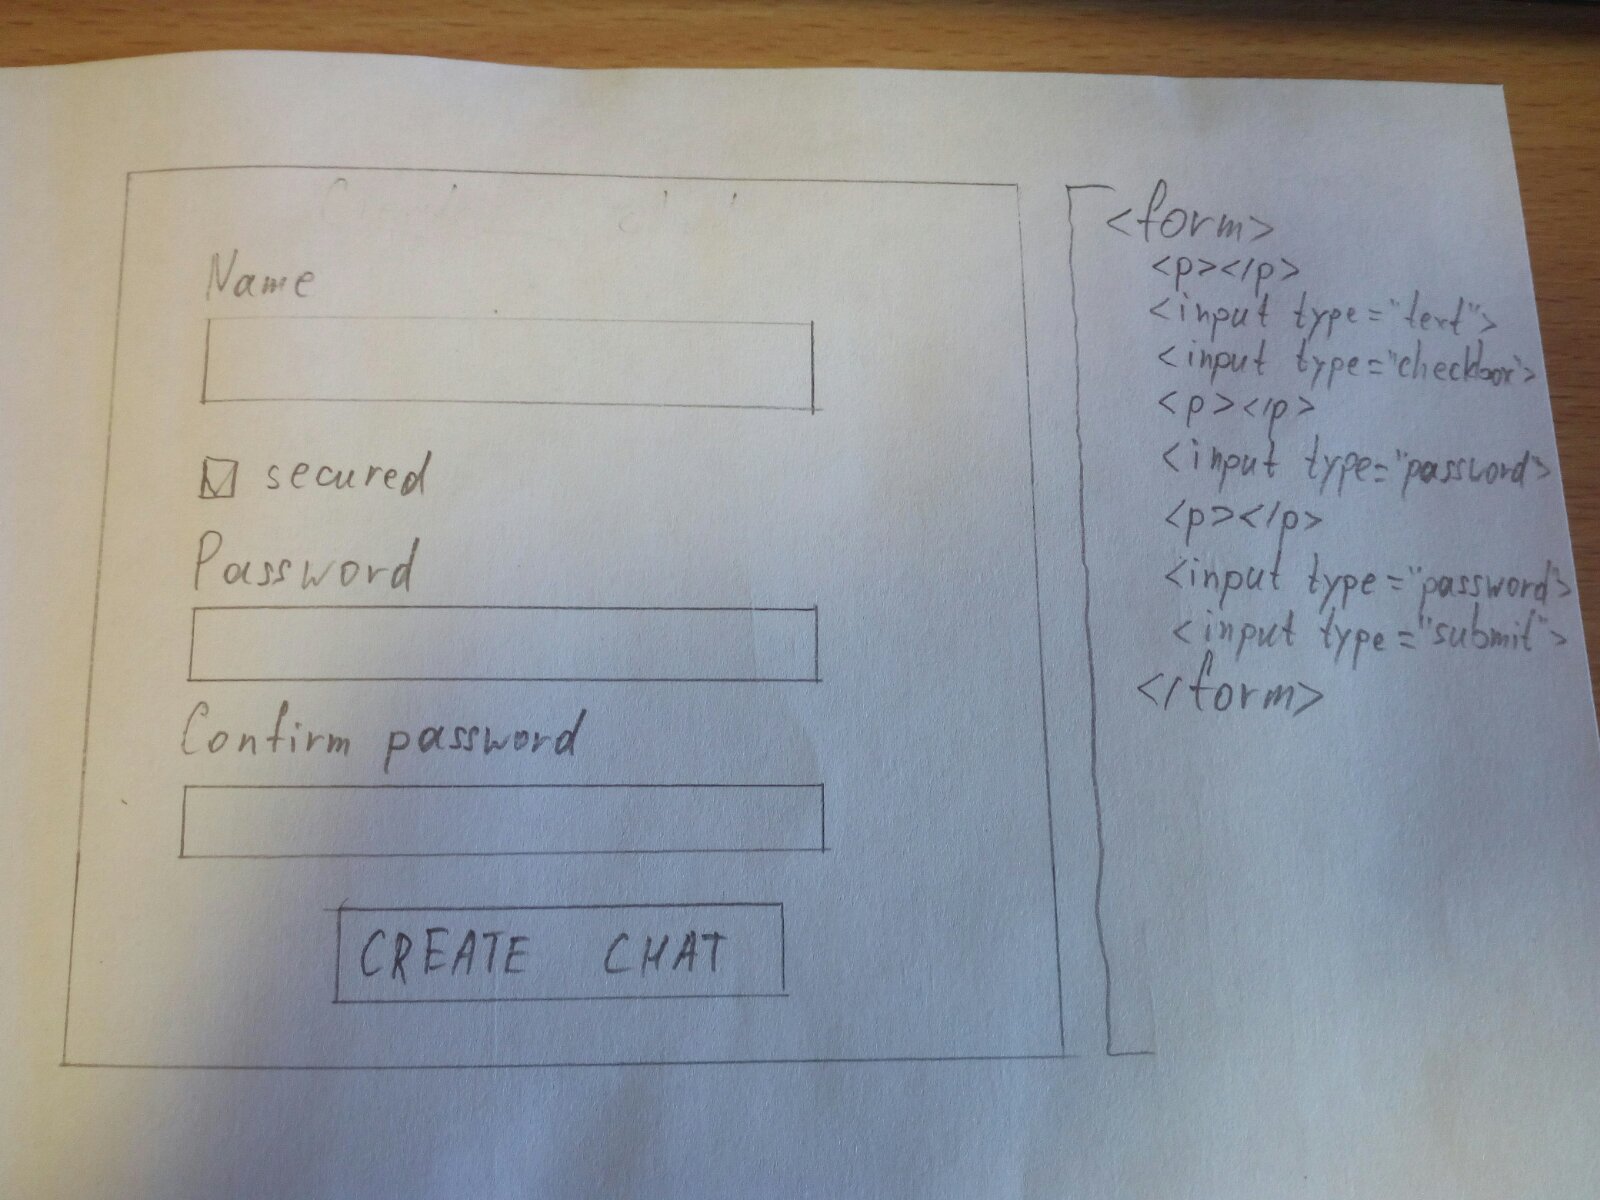 Name
secured
Password
Confirm password
CREATE CHAT
<form>
<p></p>
<input type="text">
<input type="checkbox">
<p></p>
<input type="password>
<p></p>
<input type="password">
<input type="submit">
</form>